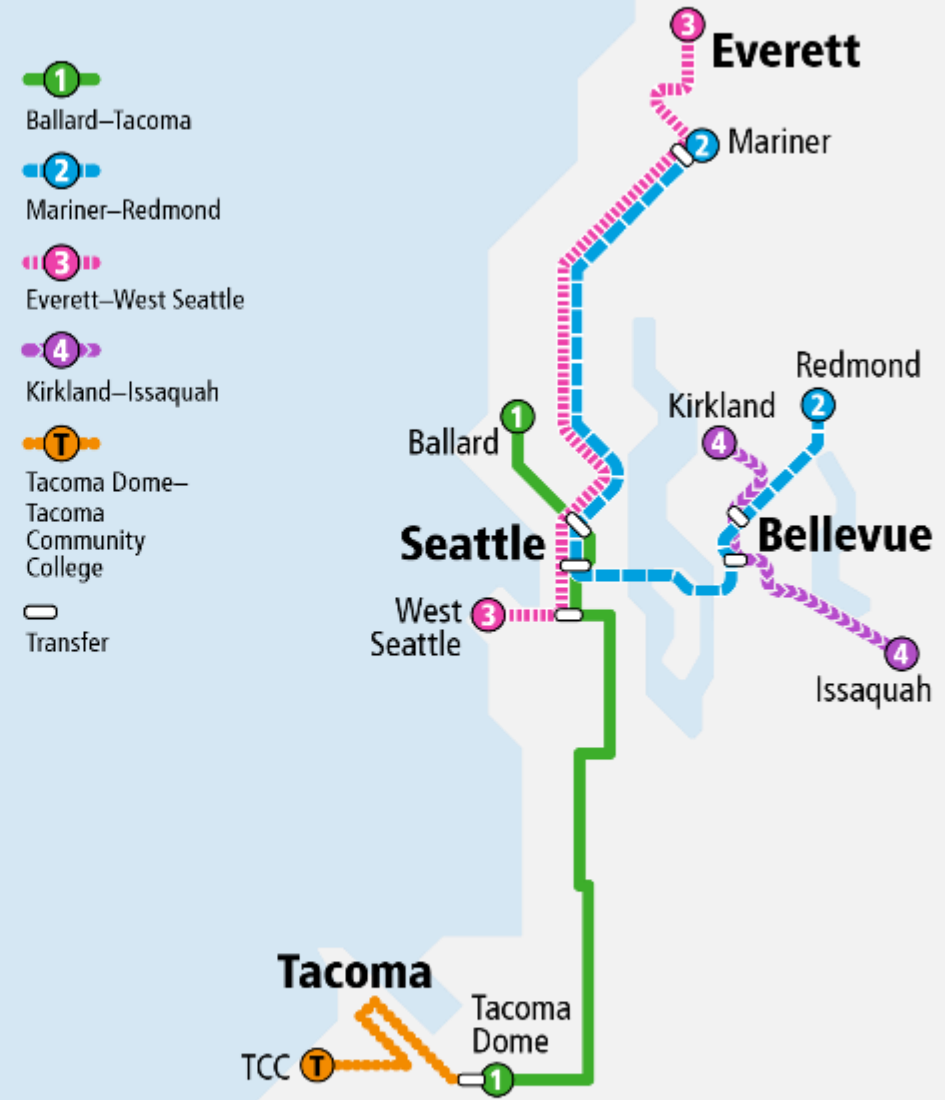 1
Ballard–Tacoma
2
Mariner–Redmond
3
Everett–West Seattle
4
Kirkland–Issaquah
T
Tacoma Dome–
Tacoma
Community
College
Transfer
3
Everett
2 Mariner
Redmond
2
Kirkland
4
1
Ballard
Seattle
Bellevue
West
Seattle
3
4
Issaquah
Tacoma
Tacoma
Dome
TCC T
1